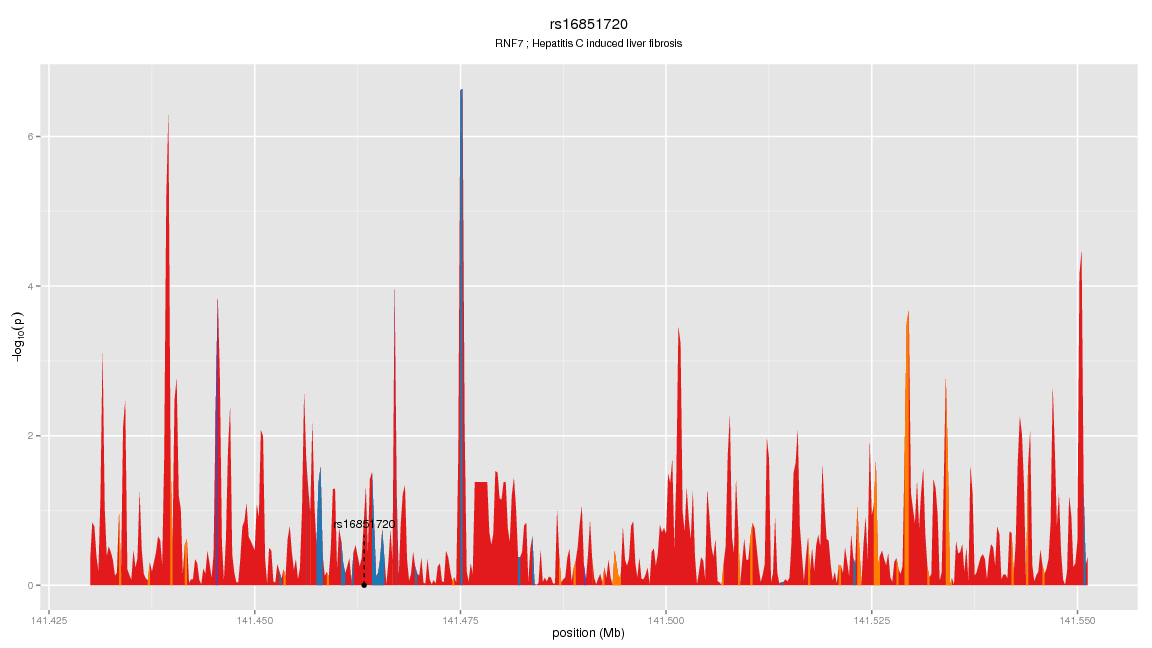 rs16851720
RNF7 ; Hepatitis C induced liver fibrosis
6
4
2
0
−log10(p)
rs16851720
141.425 141.450 141.475 141.500 141.525 141.550
position (Mb)